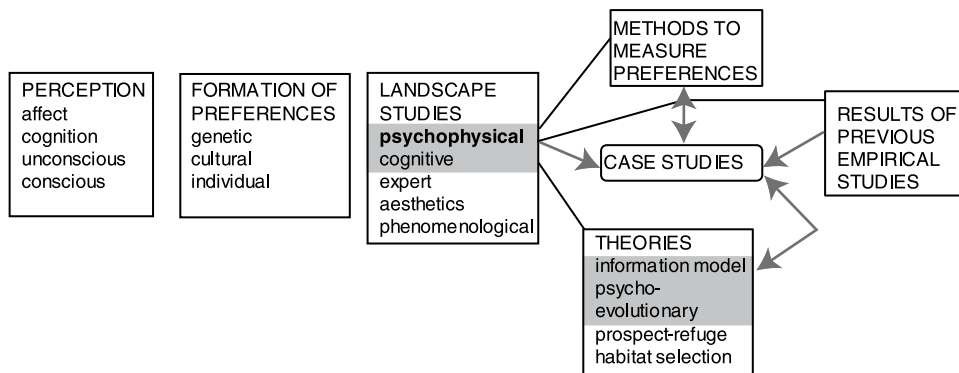 PERCEPTION
affect
cognition
unconscious
conscious
FORMATION OF
PREFERENCES
genetic
cultural
individual
LANDSCAPE
STUDIES
psychophysical
cognitive
expert
aesthetics
phenomenological
METHODS TO
MEASURE
PREFERENCES
CASE STUDIES
RESULTS OF
PREVIOUS
EMPIRICAL
STUDIES
THEORIES
information model
psycho-
evolutionary
prospect-refuge
habitat selection